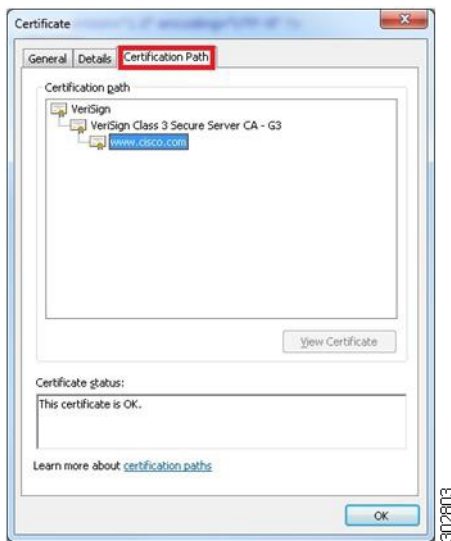 Certificate
General Details Certification Path
Certification path
VeriSign
VeriSign Class 3 Secure Server CA - G3
www.cisco.com
View Certificate
Certificate status:
This certificate is OK.
Learn more about certification paths
OK
302803